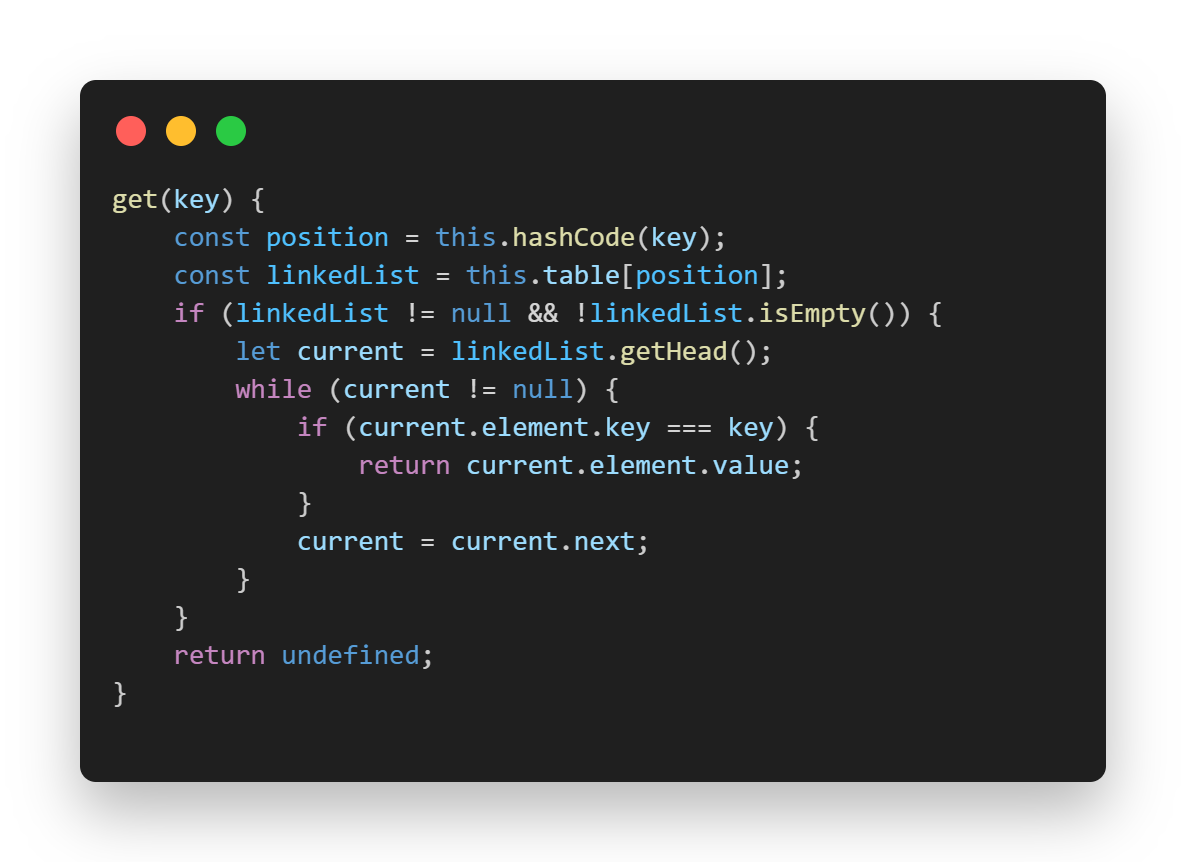 get(key) {
    const position = this.hashCode(key);
    const linkedList = this.table[position];
    if (linkedList != null && !linkedList.isEmpty()) {
        let current = linkedList.getHead();
        while (current != null) {
            if (current.element.key === key) {
                return current.element.value;
            }
            current = current.next;
        }
    }
    return undefined;
}